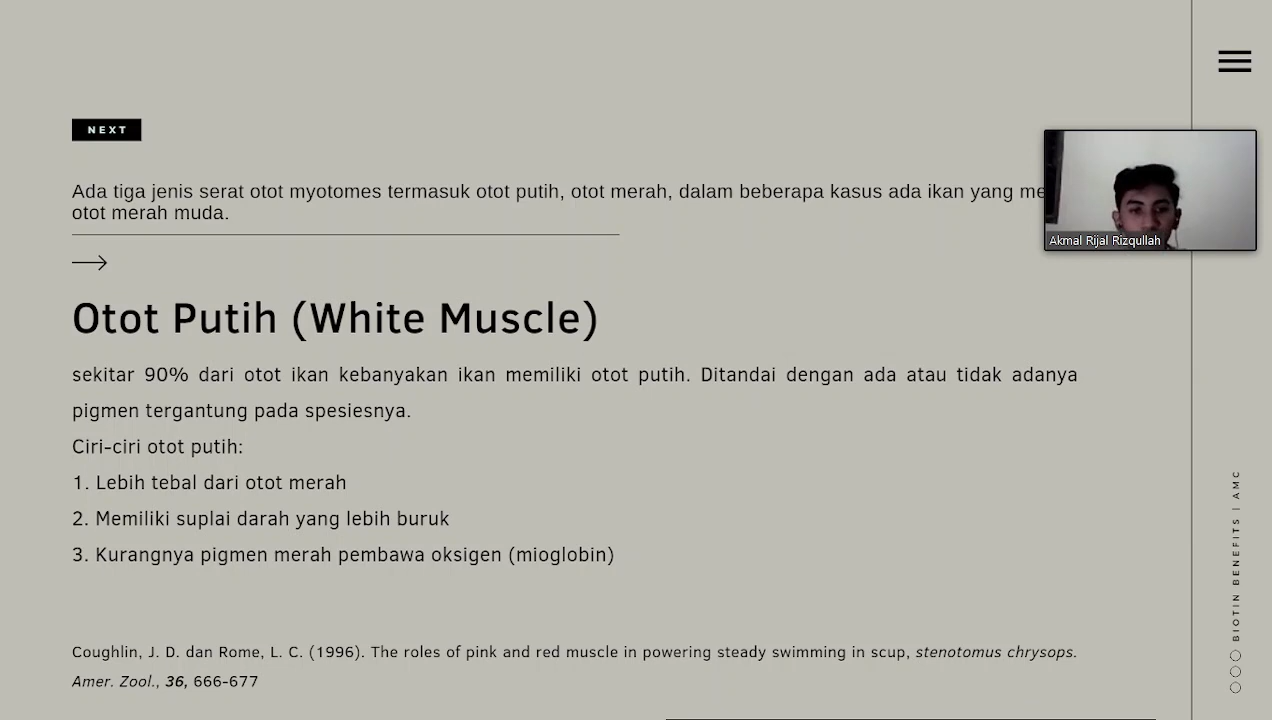 NEXT
Ada tiga jenis serat otot myotomes termasuk otot putih, otot merah, dalam beberapa kasus ada ikan yang
otot merah muda.
Akmal Rijal Rizqullah
Otot Putih (White Muscle)
sekitar 90% dari otot ikan kebanyakan ikan memiliki otot putih. Ditandai dengan ada atau tidak adanya
pigmen tergantung pada spesiesnya.
Ciri-ciri otot putih:
1. Lebih tebal dari otot merah
2. Memiliki suplai darah yang lebih buruk
3. Kurangnya pigmen merah pembawa oksigen (mioglobin)
Coughlin, J. D. dan Rome, L. C. (1996). The roles of pink and red muscle in powering steady swimming in scup, stenotomus chrysops.
Amer. Zool., 36, 666-677
BIOTIN BENEFITS | AMC